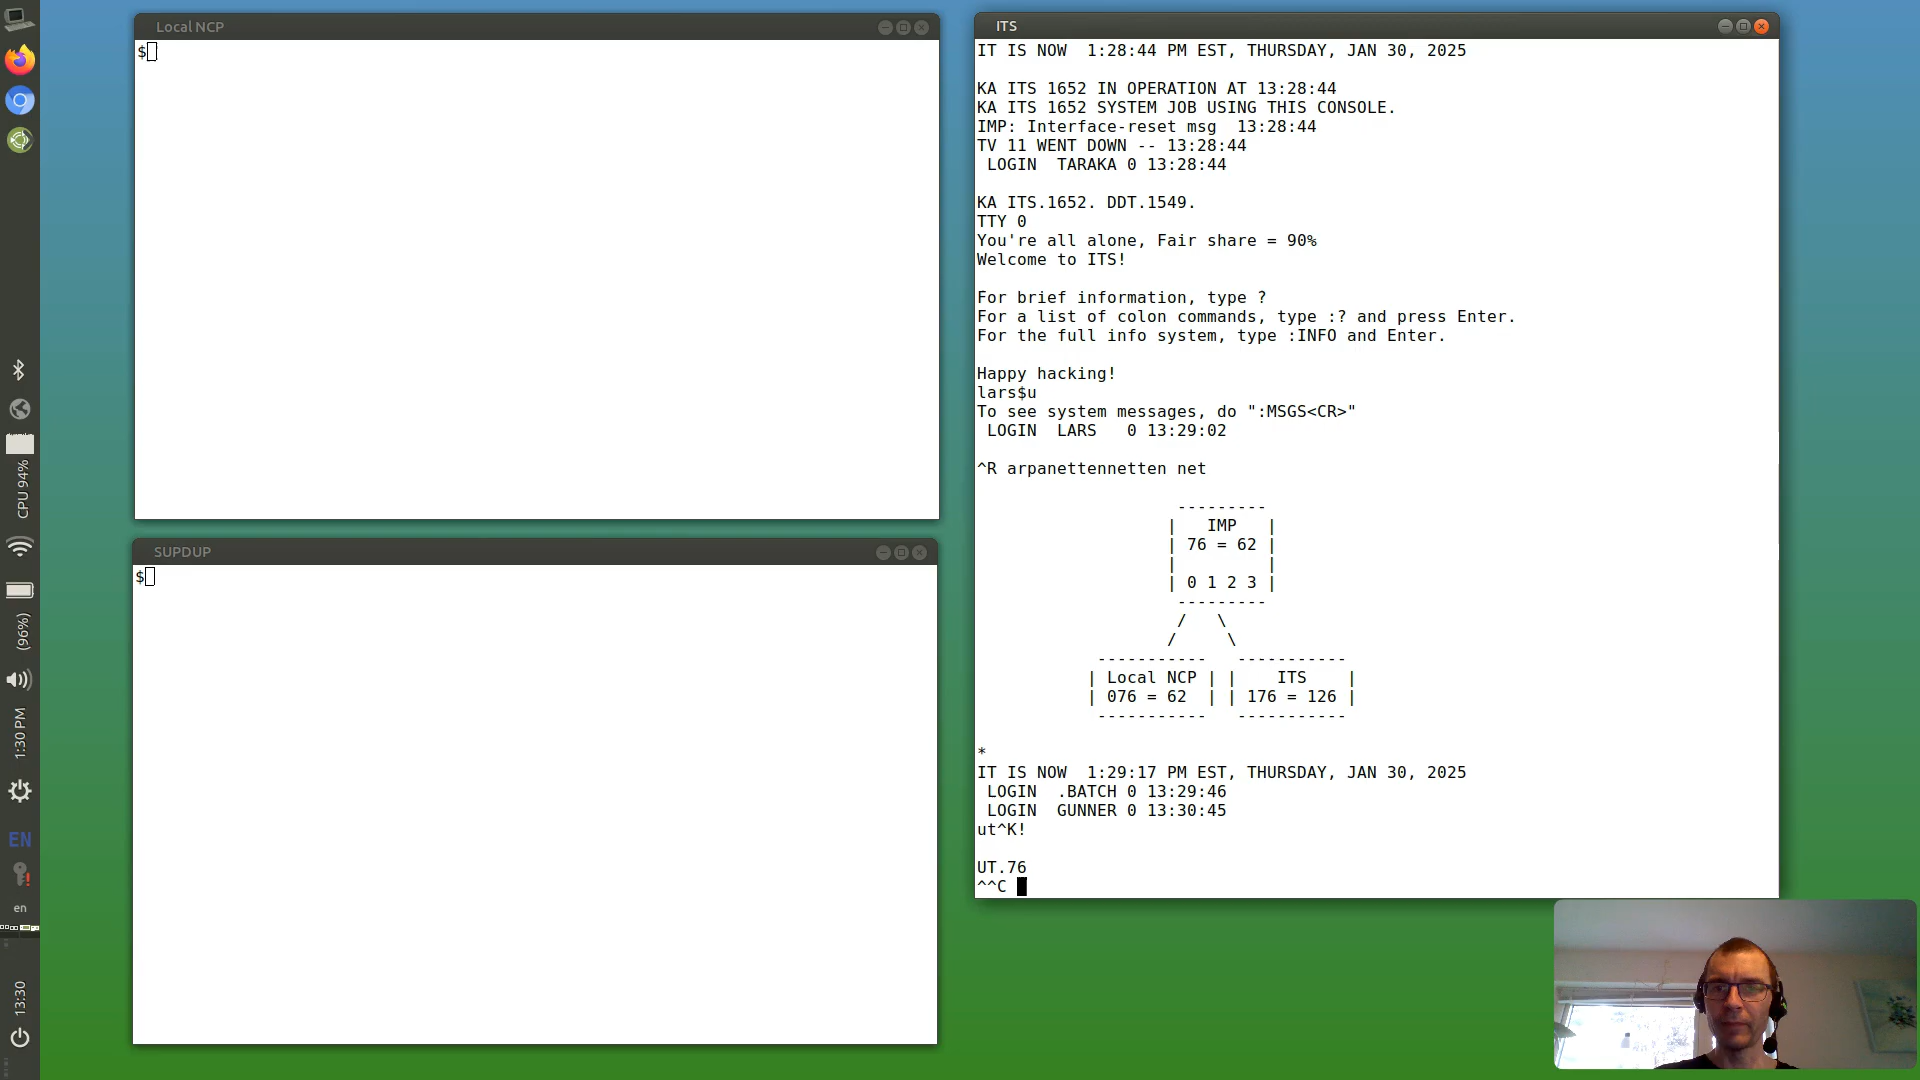 Local NCP
$
SUPDUP
$
ITS
IT IS NOW  1:28:44 PM EST, THURSDAY, JAN 30, 2025
KA ITS 1652 IN OPERATION AT 13:28:44
KA ITS 1652 SYSTEM JOB USING THIS CONSOLE.
IMP: Interface-reset msg  13:28:44
TV 11 WENT DOWN -- 13:28:44
 LOGIN  TARAKA 0 13:28:44
KA ITS.1652. DDT.1549.
TTY 0
You're all alone, Fair share = 90%
Welcome to ITS!
For brief information, type ?
For a list of colon commands, type :? and press Enter.
For the full info system, type :INFO and Enter.
Happy hacking!
lars$u
To see system messages, do ":MSGS<CR>"
 LOGIN  LARS   0 13:29:02
^R arpanettennetten net
                    ---------
                   |   IMP   |
                   | 76 = 62 |
                   |         |
                   | 0 1 2 3 |
                    ---------
                    /   \
                   /     \
            -----------   -----------
           | Local NCP | |    ITS    |
           | 076 = 62  | | 176 = 126 |
            -----------   -----------
*
IT IS NOW  1:29:17 PM EST, THURSDAY, JAN 30, 2025
 LOGIN  .BATCH 0 13:29:46
 LOGIN  GUNNER 0 13:30:45
ut^K!
UT.76
^^C
CPU 94%
(96%)
1:30 PM
EN
en
13:30